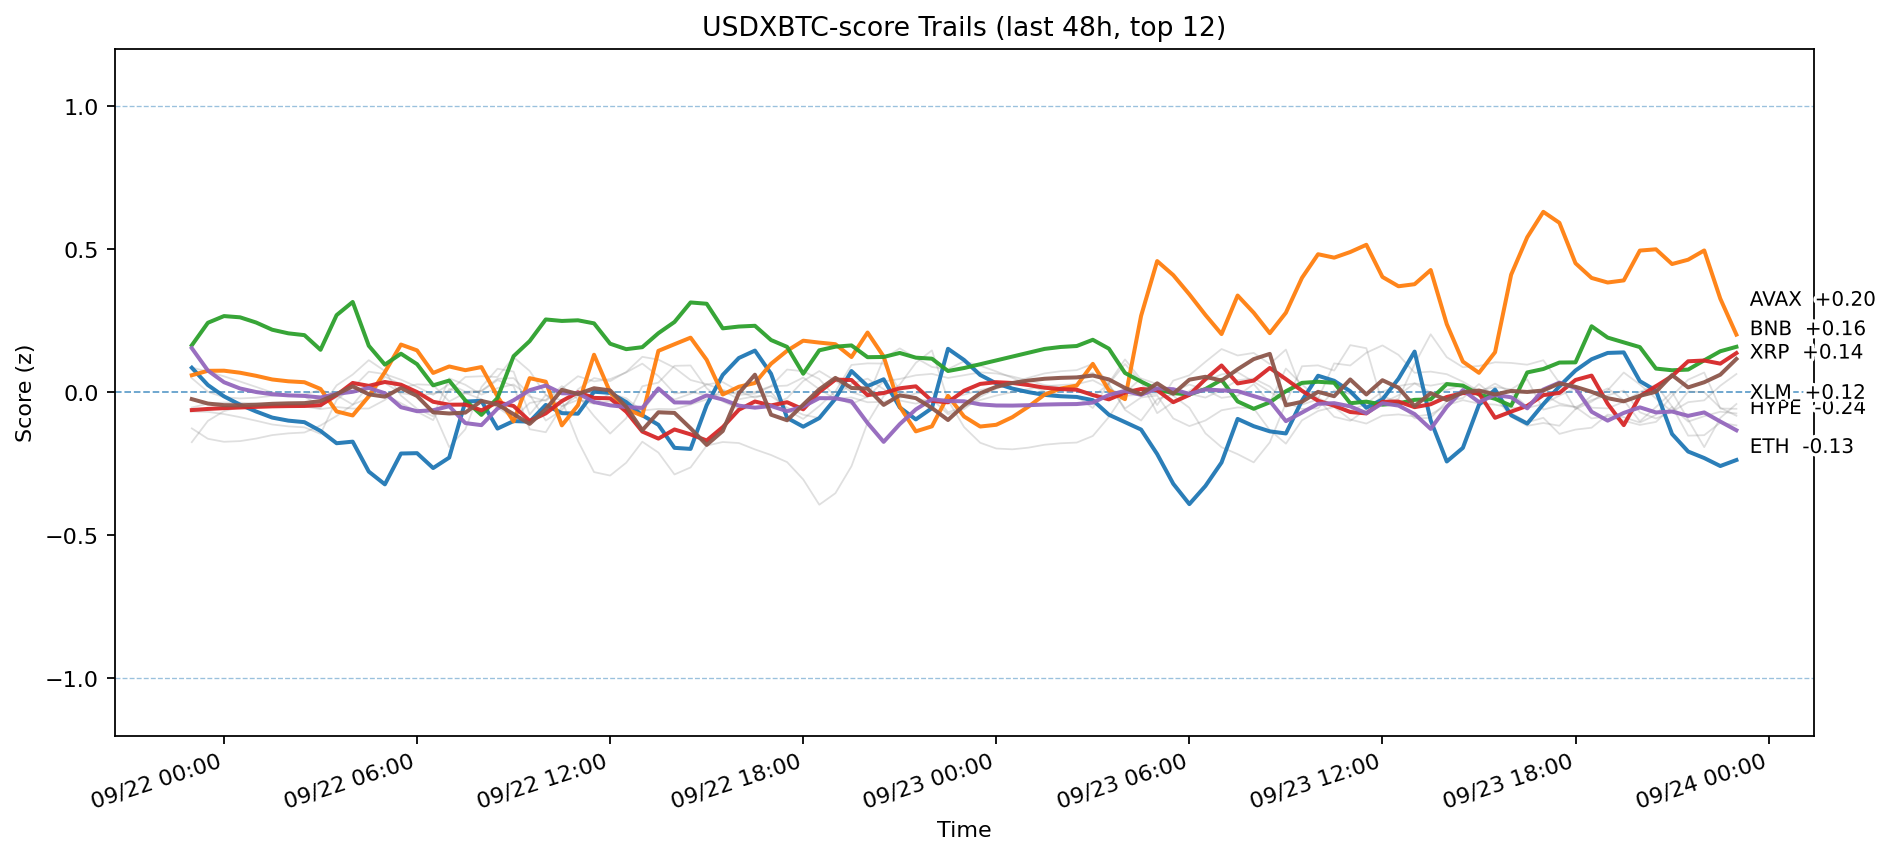 USDXBTC-score Trails (last 48h, top 12)
Score (z)
1.0
0.5
0.0
−0.5
−1.0
AVAX +0.20
BNB +0.16
XRP +0.14
XLM +0.12
HYPE -0.24
ETH -0.13
09/22 00:00
09/22 06:00
09/22 12:00
09/22 18:00
09/23 00:00
09/23 06:00
09/23 12:00
09/23 18:00
09/24 00:00
Time